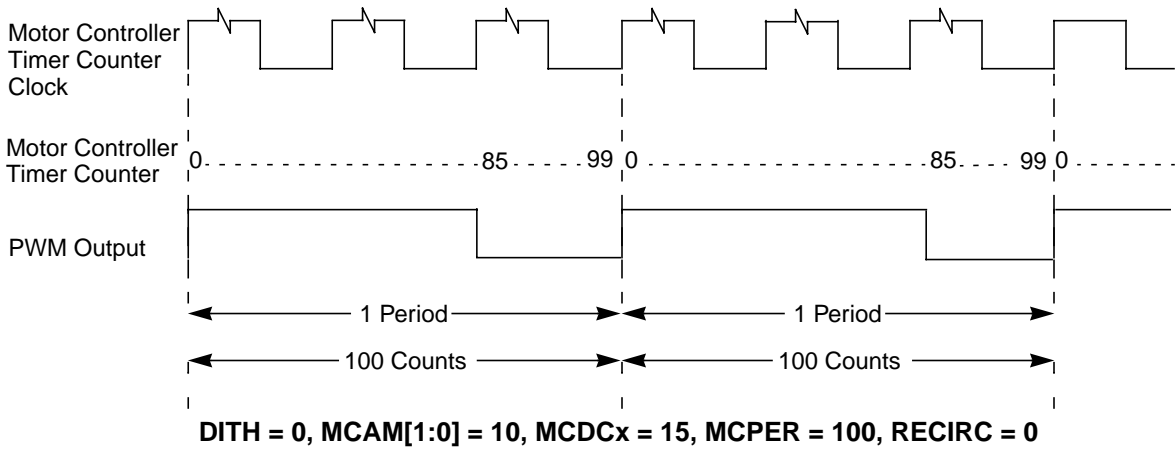 Motor Controller
Timer Counter
Clock
Motor Controller
Timer Counter
0 85 99 0 85 99 0
PWM Output
1 Period 1 Period
100 Counts 100 Counts
DITH = 0, MCAM[1:0] = 10, MCDCx = 15, MCPER = 100, RECIRC = 0